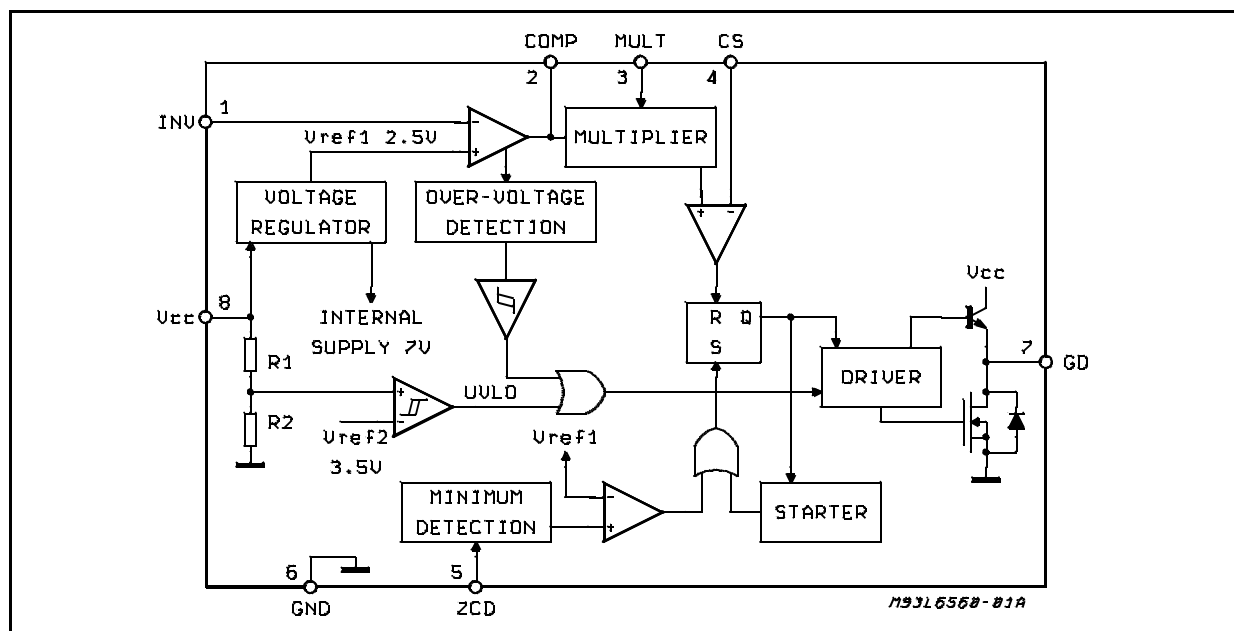 COMP MULT CS
2 3 4
1
INV
- 
Vref1 2.5V
+
MULTIPLIER
VOLTAGE
REGULATOR
OVER-VOLTAGE
DETECTION
+ -
8
Vcc
INTERNAL
SUPPLY 7V
R Q
S
Vcc
7
GD
DRIVER
R1
+
UVLO
R2
-
Vref2
3.5V
Vref1
MINIMUM
DETECTION
-
+
STARTER
6
GND
5
ZCD
M93L6560-01A